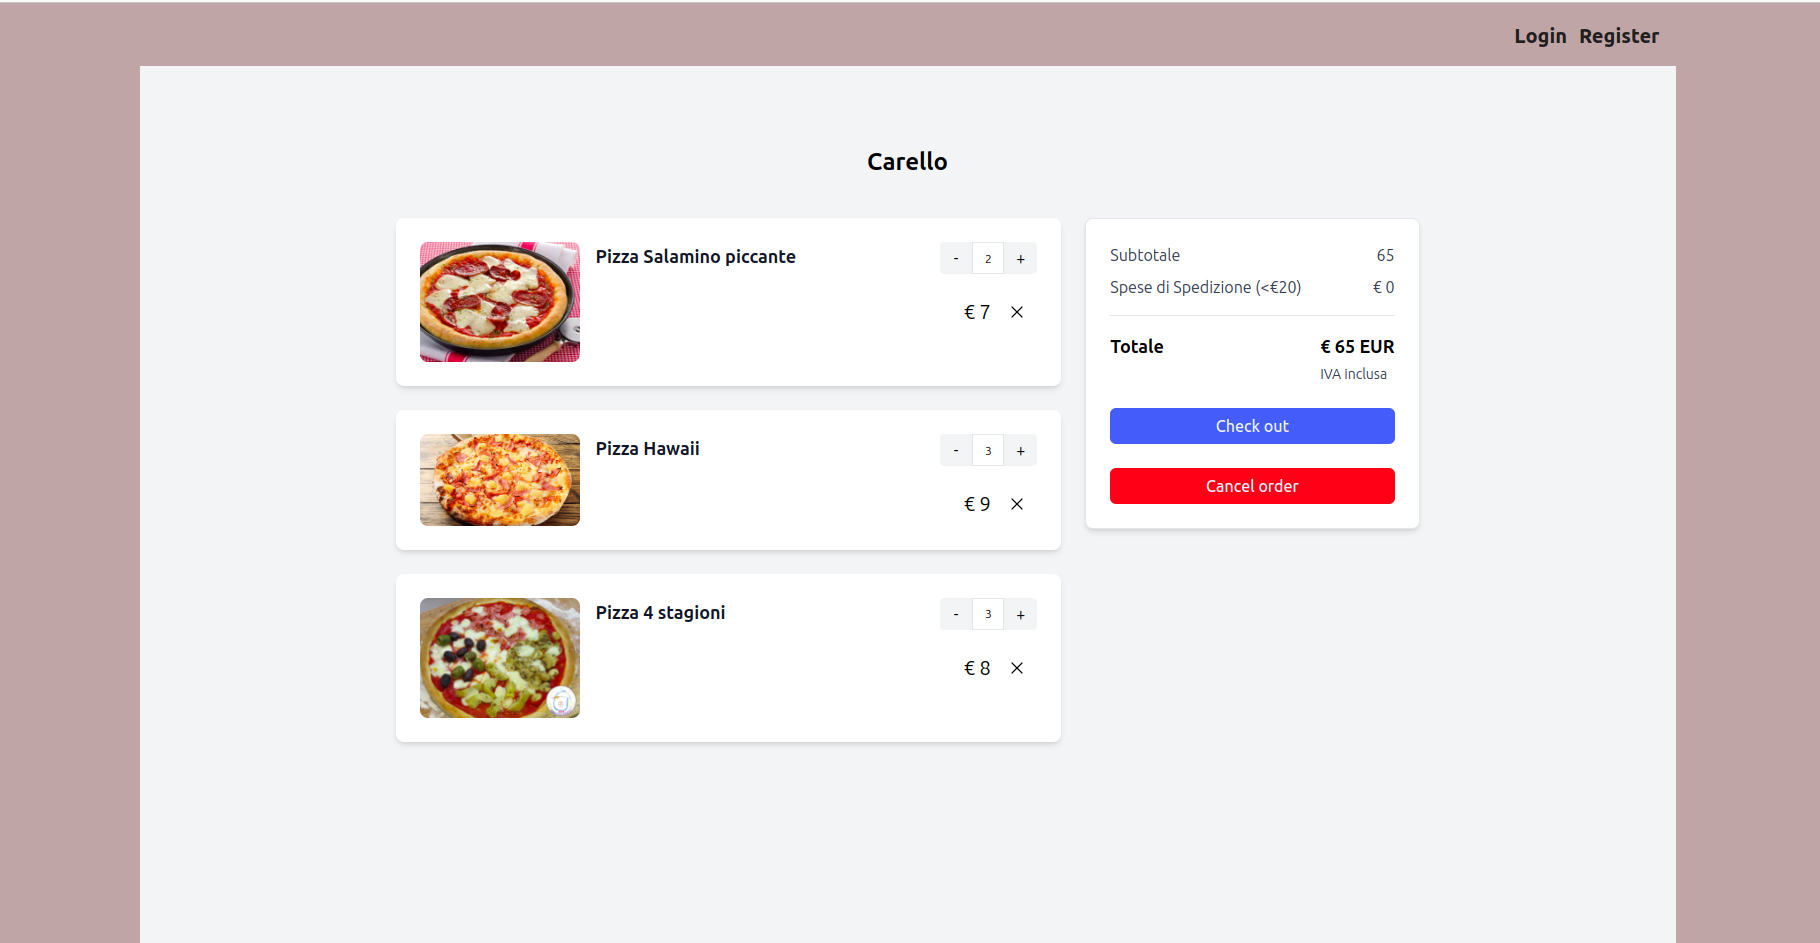 Login Register
Carello
Pizza Salamino piccante
- 2 +
€ 7
Pizza Hawaii
- 3 +
€ 9
Pizza 4 stagioni
- 3 +
€ 8
Subtotale 65
Spese di Spedizione (<€20) € 0
Totale € 65 EUR
IVA inclusa
Check out
Cancel order